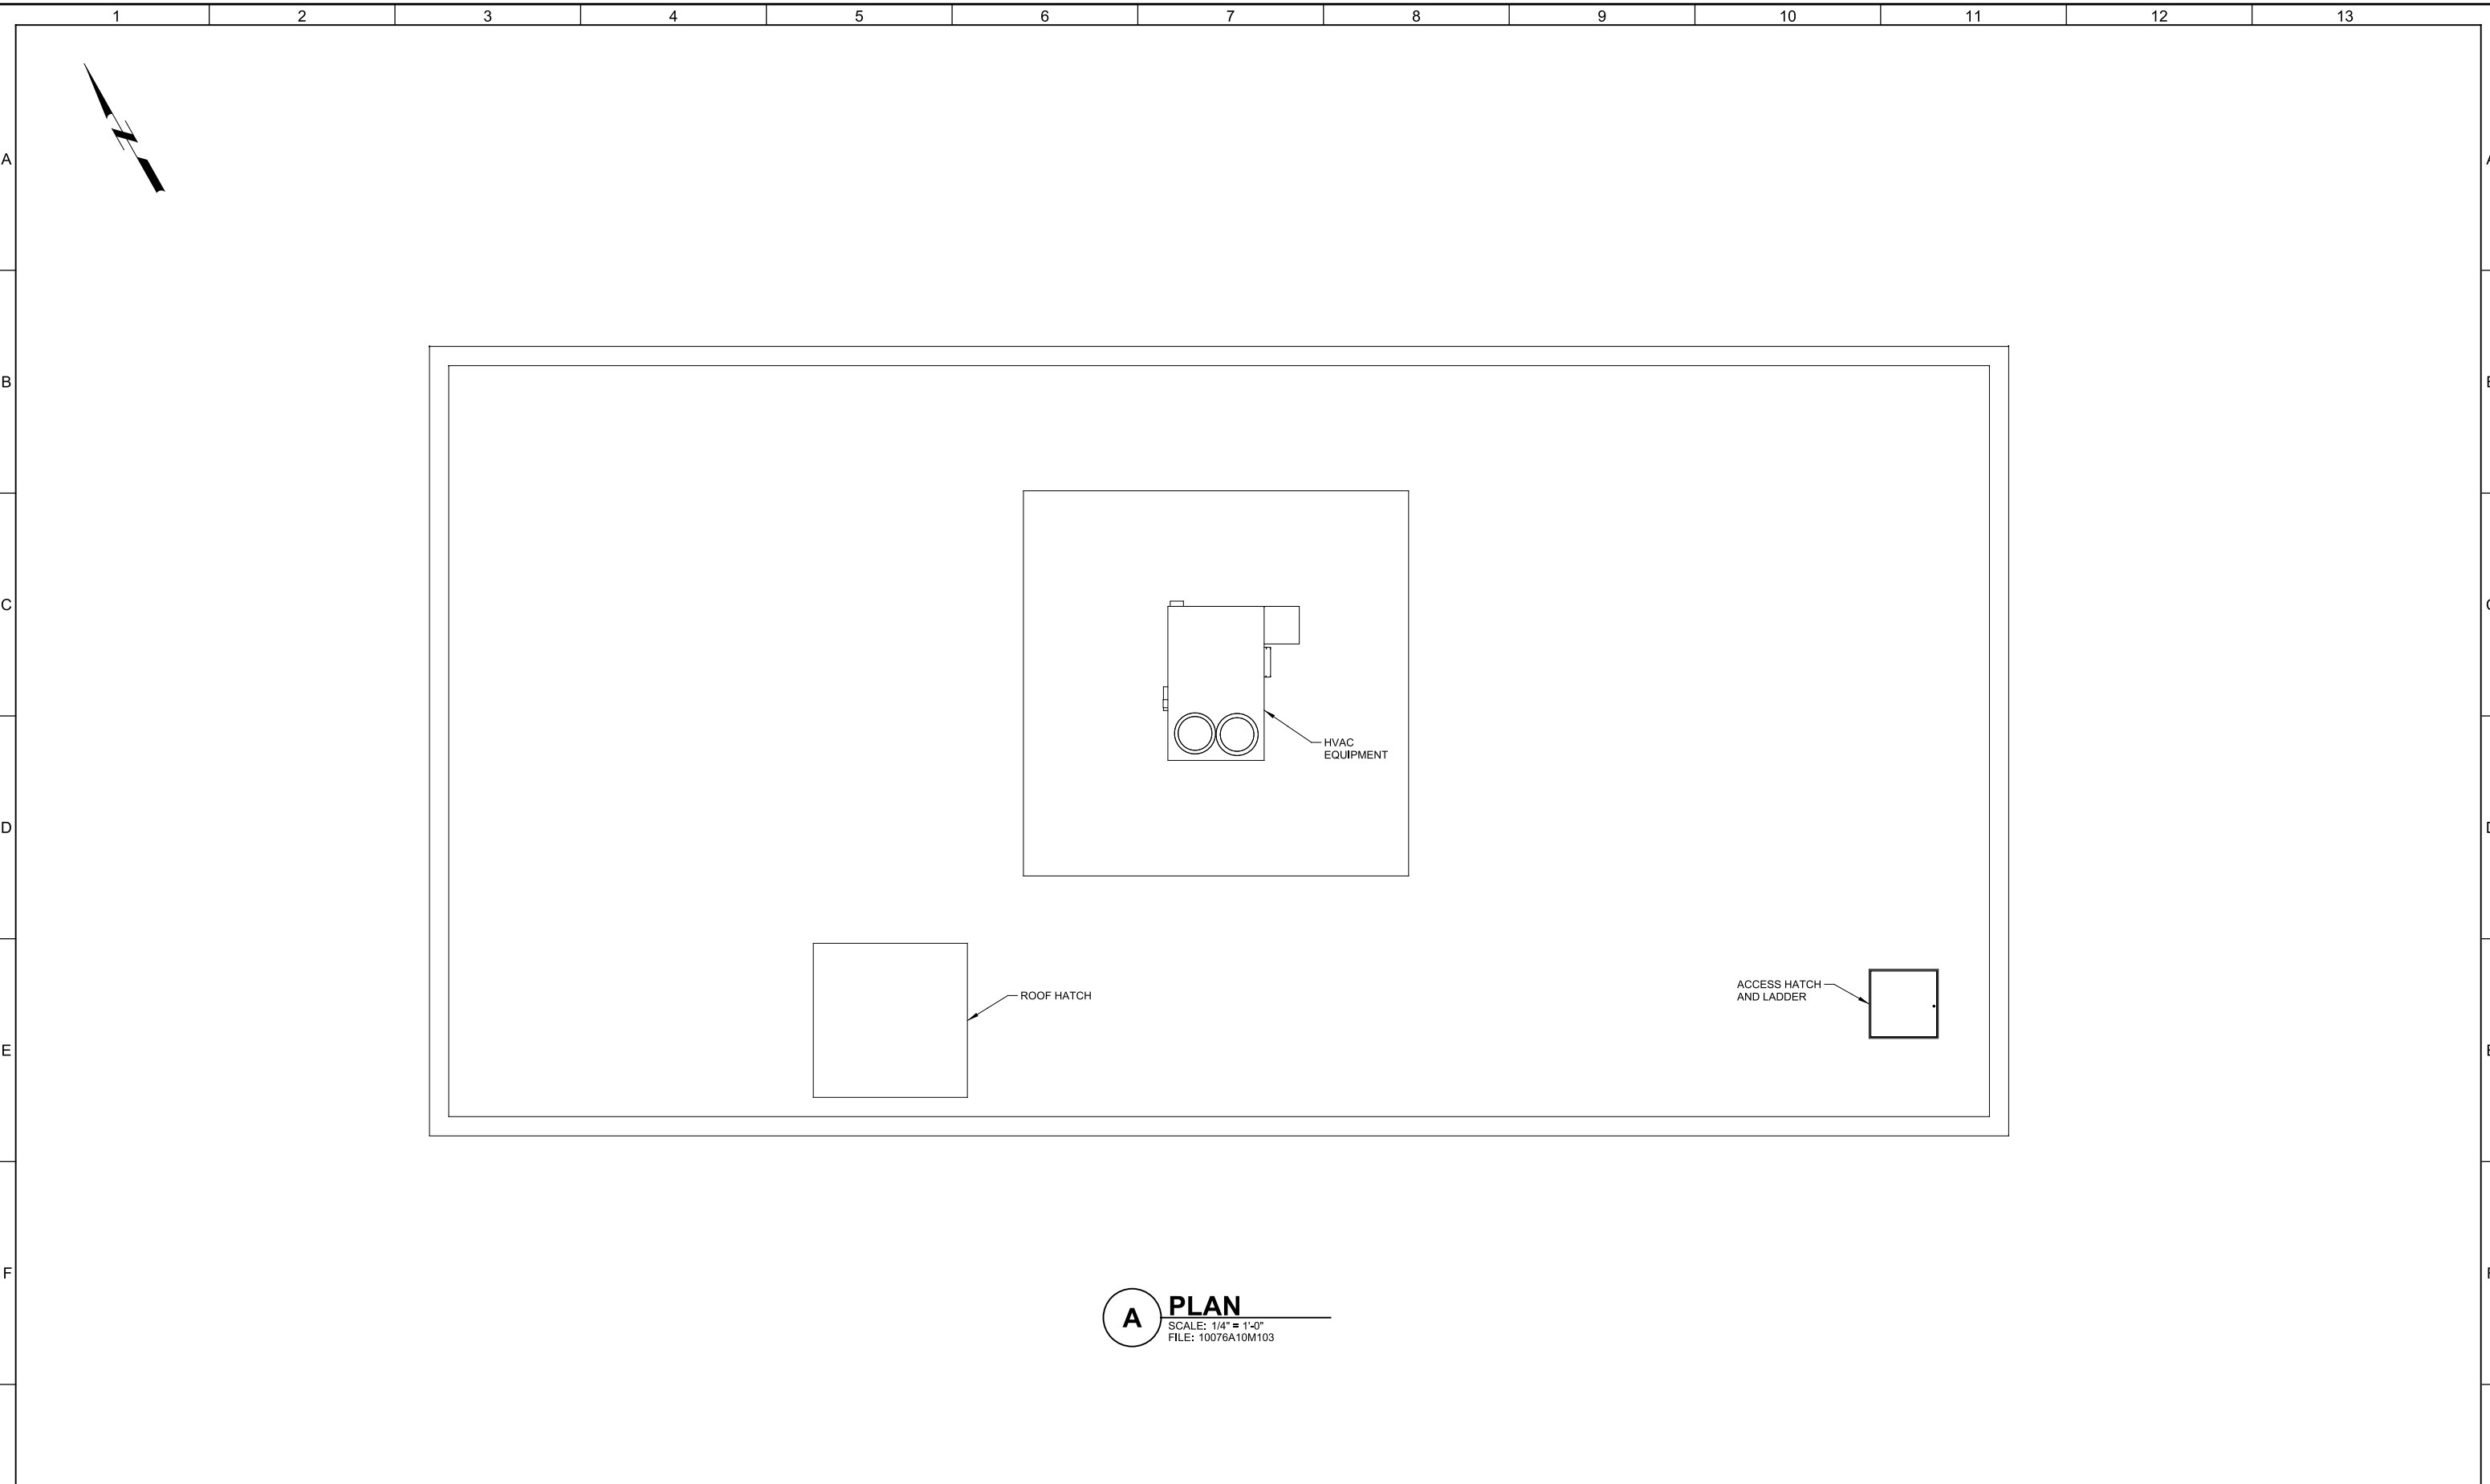 1 2 3 4 5 6 7 8 9 10 11 12 13
A A
B B
C C
HVAC
EQUIPMENT
D D
ROOF HATCH
ACCESS HATCH
AND LADDER
E E
F F
A
PLAN
SCALE: 1/4" = 1'-0"
FILE: 10076A10M103
N